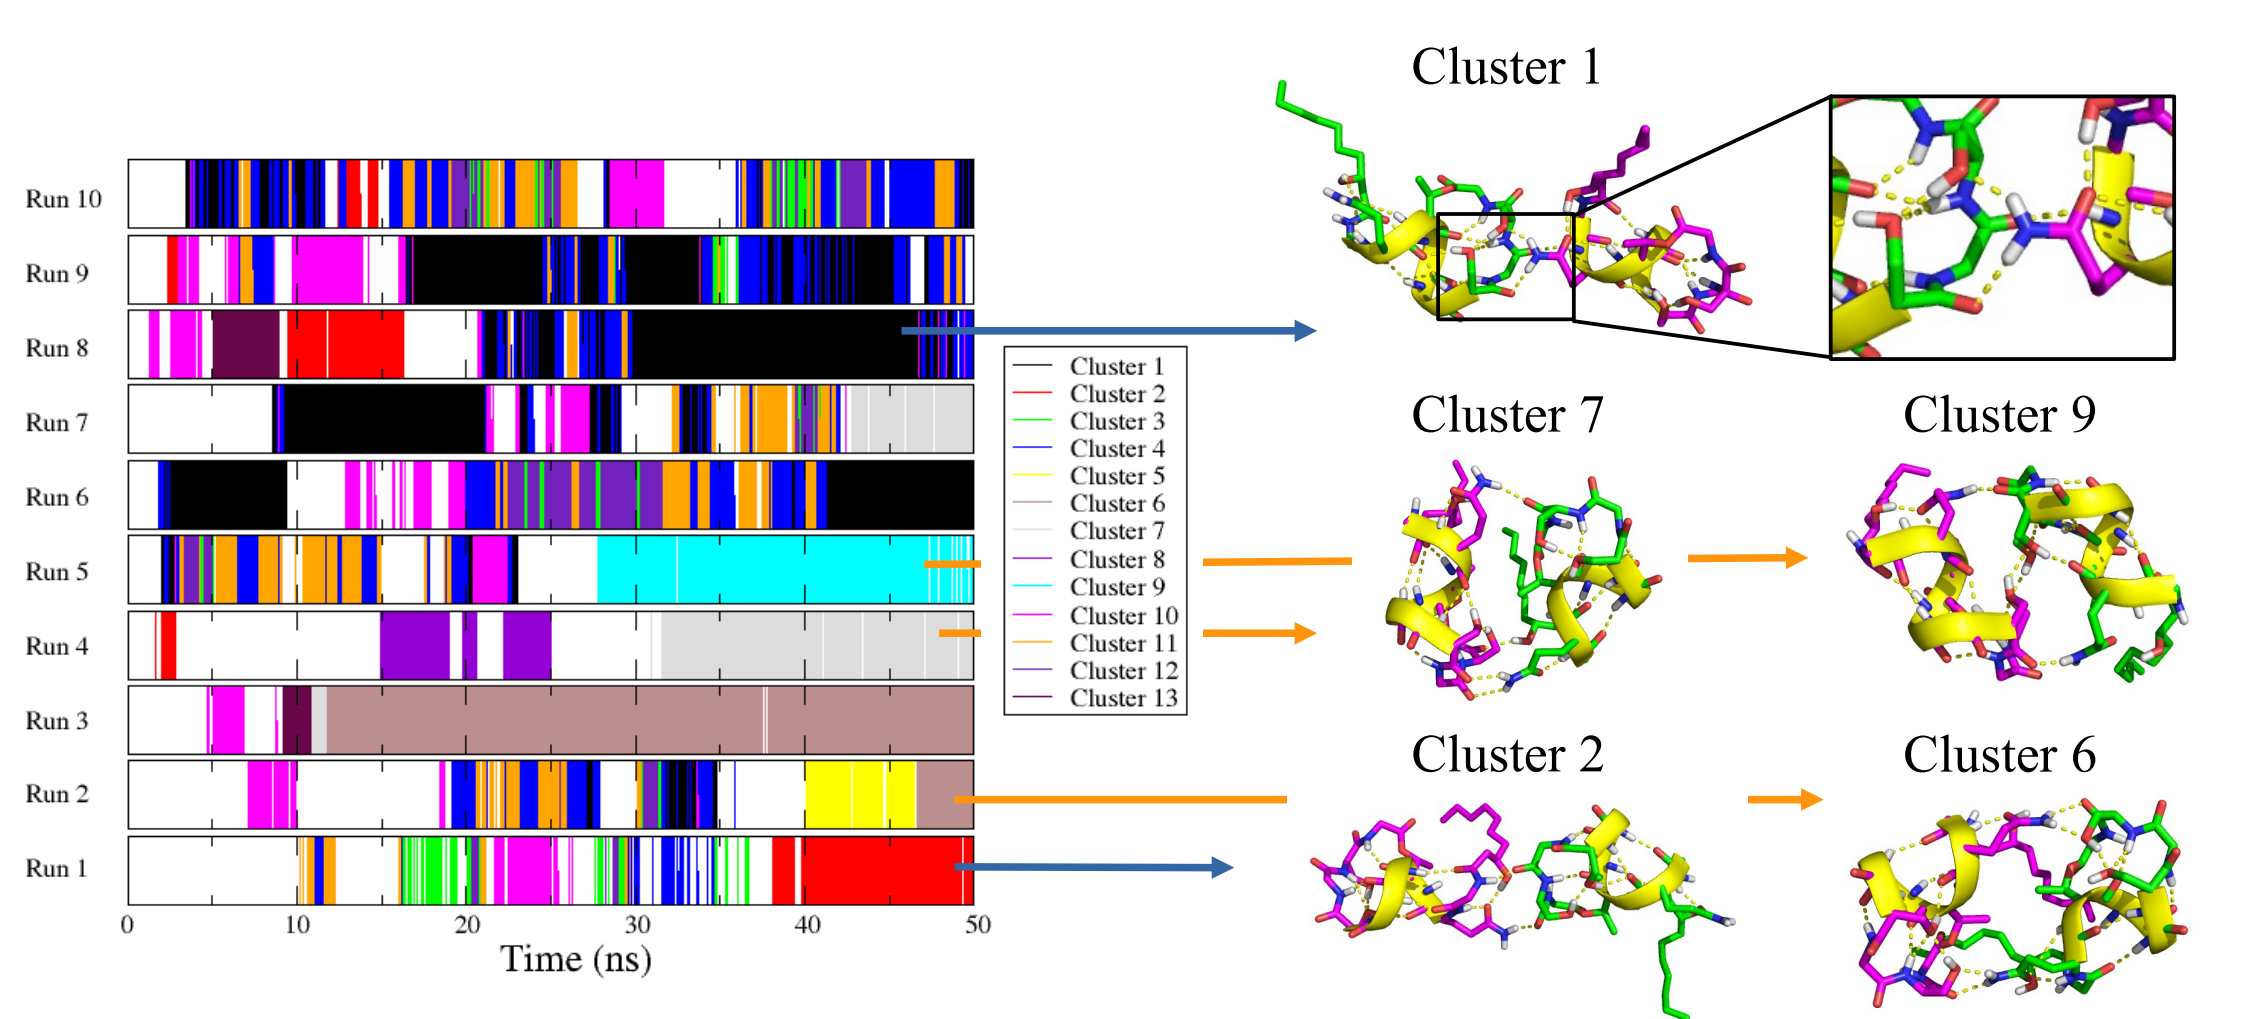 Cluster 1
Run 10
Run 9
Run 8
Run 7
Run 6
Run 5
Run 4
Run 3
Run 2
Run 1
0 10 20 30 40 50
Time (ns)
Cluster 1
Cluster 2
Cluster 3
Cluster 4
Cluster 5
Cluster 6
Cluster 7
Cluster 8
Cluster 9
Cluster 10
Cluster 11
Cluster 12
Cluster 13
Cluster 7
Cluster 9
Cluster 2
Cluster 6